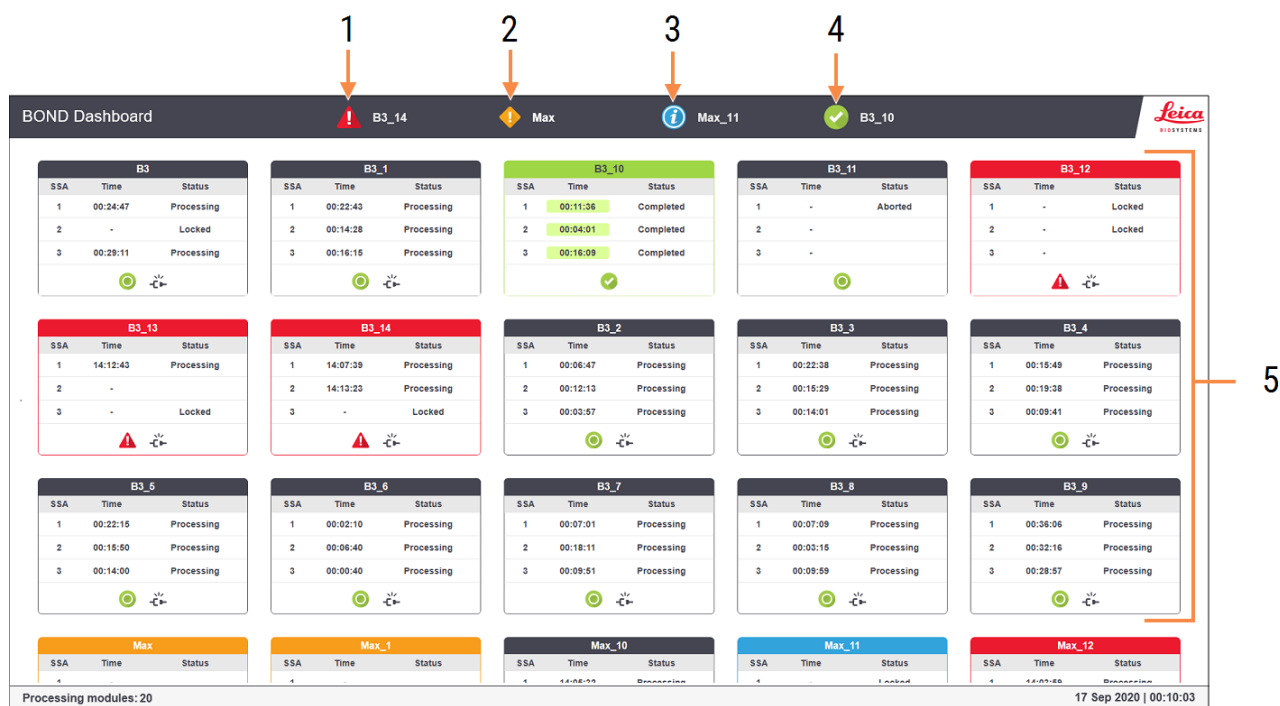 1 2 3 4
BOND Dashboard B3_14 Max Max_11 B3_10 Leica
BIOSYSTEMS
B3 B3_1 B3_10 B3_11 B3_12
SSA Time Status SSA Time Status SSA Time Status SSA Time Status SSA Time Status
1 00:24:47 Processing 1 00:22:43 Processing 1 00:11:36 Completed 1 - Aborted 1 - Locked
2 - Locked 2 00:14:28 Processing 2 00:04:01 Completed 2 - 2 - Locked
3 00:29:11 Processing 3 00:16:15 Processing 3 00:16:09 Completed 3 - 3 -
B3_13 B3_14 B3_2 B3_3 B3_4
SSA Time Status SSA Time Status SSA Time Status SSA Time Status SSA Time Status
1 14:12:43 Processing 1 14:07:39 Processing 1 00:06:47 Processing 1 00:22:38 Processing 1 00:15:49 Processing
2 - 2 14:13:23 Processing 2 00:12:13 Processing 2 00:15:29 Processing 2 00:19:38 Processing
3 - Locked 3 - Locked 3 00:03:57 Processing 3 00:14:01 Processing 3 00:09:41 Processing
5
B3_5 B3_6 B3_7 B3_8 B3_9
SSA Time Status SSA Time Status SSA Time Status SSA Time Status SSA Time Status
1 00:22:15 Processing 1 00:02:10 Processing 1 00:07:01 Processing 1 00:07:09 Processing 1 00:36:06 Processing
2 00:15:50 Processing 2 00:06:40 Processing 2 00:18:11 Processing 2 00:03:15 Processing 2 00:32:16 Processing
3 00:14:00 Processing 3 00:00:40 Processing 3 00:09:51 Processing 3 00:09:59 Processing 3 00:28:57 Processing
Max Max_1 Max_10 Max_11 Max_12
SSA Time Status SSA Time Status SSA Time Status SSA Time Status SSA Time Status
1 - 1 - 1 14:05:22 Processing 1 - Locked 1 14:02:59 Processing
Processing modules: 20 17 Sep 2020 | 00:10:03